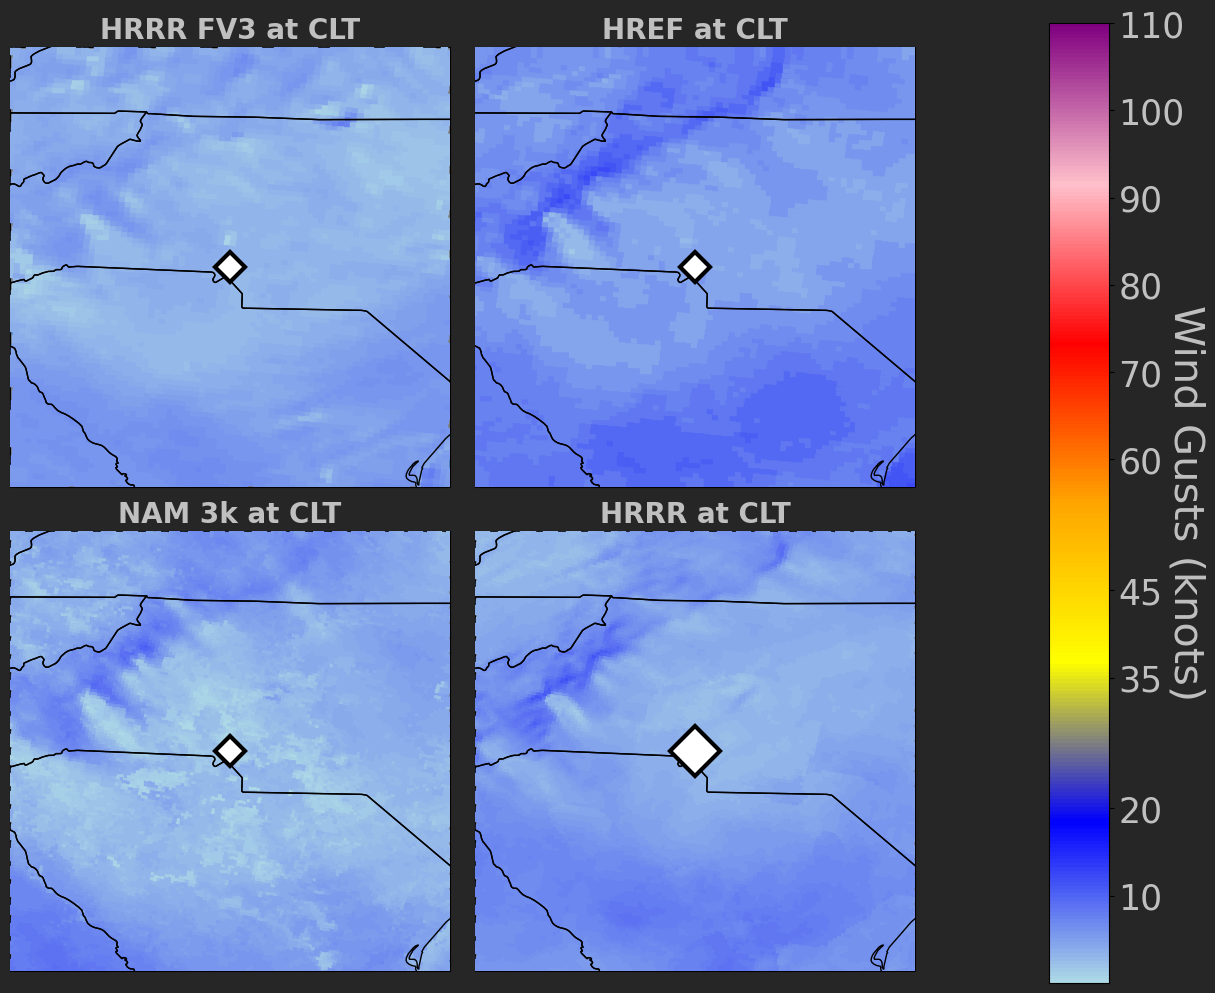 HRRR FV3 at CLT
HREF at CLT
NAM 3k at CLT
HRRR at CLT
110
100
90
80
70
60
45
35
20
10
Wind Gusts (knots)